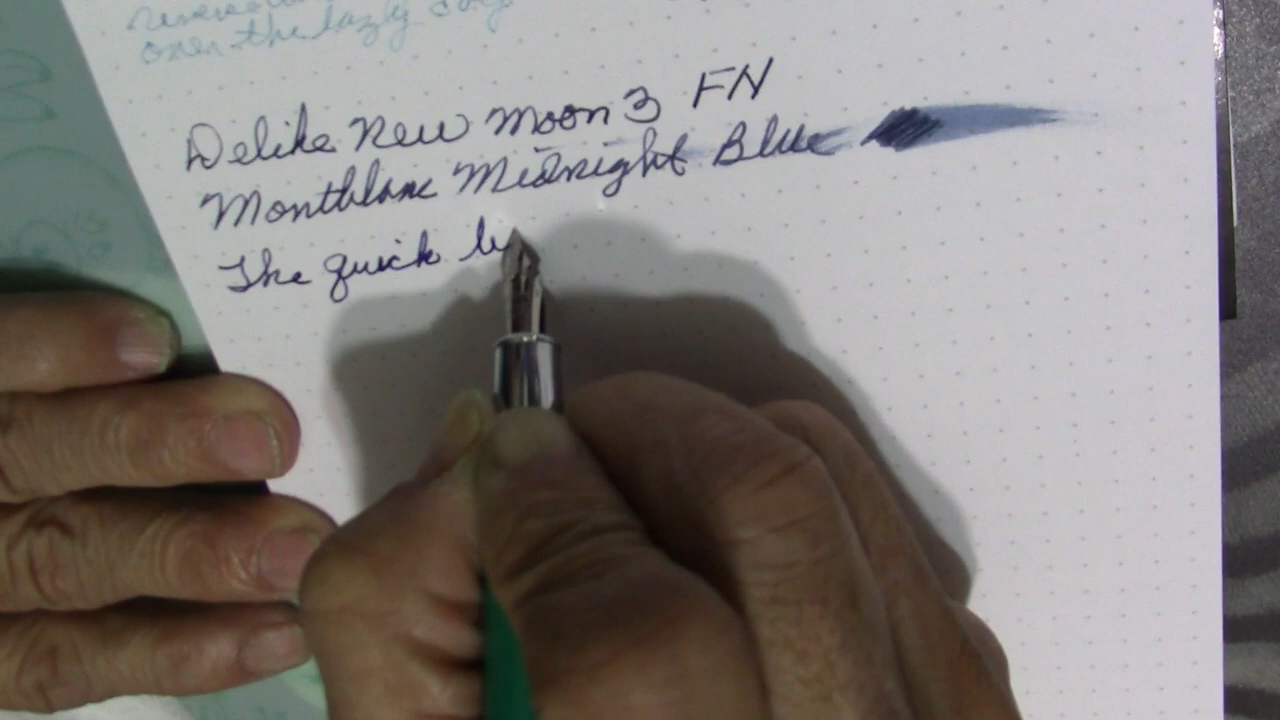 over the lazy dog
Delike New Moon 3 FN
Montblanc Midnight Blue
The quick b